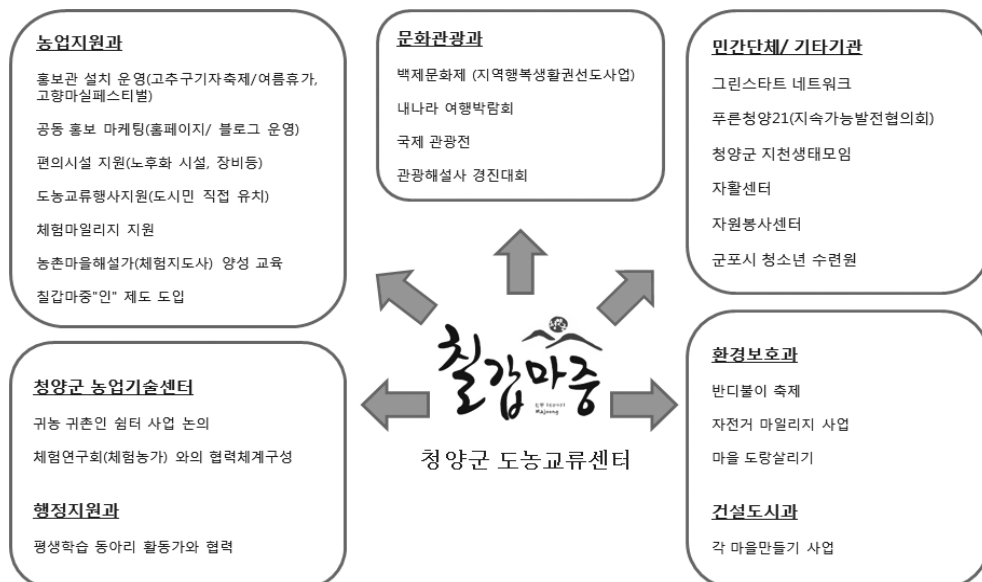 농업지원과
홍보관 설치 운영(고추구기자축제/여름휴가,
고향마실페스티벌)
공동 홍보 마케팅(홈페이지/ 블로그 운영)
편의시설 지원(노후화 시설, 장비등)
도농교류행사지원(도시민 직접 유치)
체험마일리지 지원
농촌마을해설가(체험지도사) 양성 교육
칠갑마중"인" 제도 도입
문화관광과
백제문화제 (지역행복생활권선도사업)
내나라 여행박람회
국제 관광전
관광해설사 경진대회
민간단체/ 기타기관
그린스타트 네트워크
푸른청양21(지속가능발전협의회)
청양군 지천생태모임
자활센터
자원봉사센터
군포시 청소년 수련원
청양군 농업기술센터
귀농 귀촌인 쉼터 사업 논의
체험연구회(체험농가) 와의 협력체계구성
행정지원과
평생학습 동아리 활동가와 협력
칠갑마중
Majoong
청양군 도농교류센터
환경보호과
반디불이 축제
자전거 마일리지 사업
마을 도랑살리기
건설도시과
각 마을만들기 사업